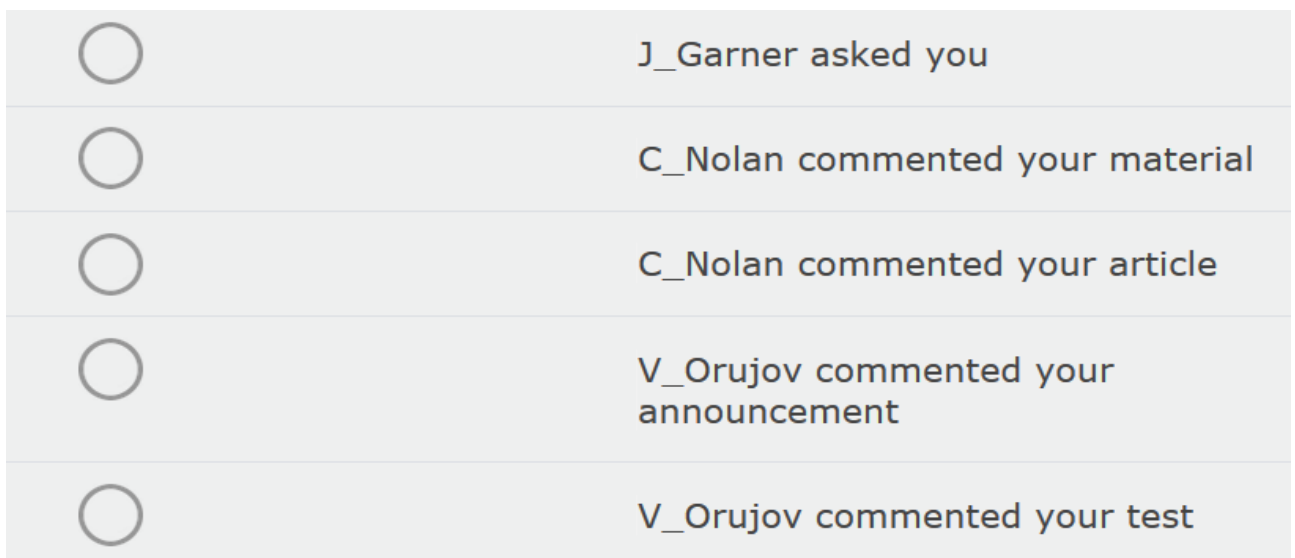 J_Garner asked you
C_Nolan commented your material
C_Nolan commented your article
V_Orujov commented your
announcement
V_Orujov commented your test